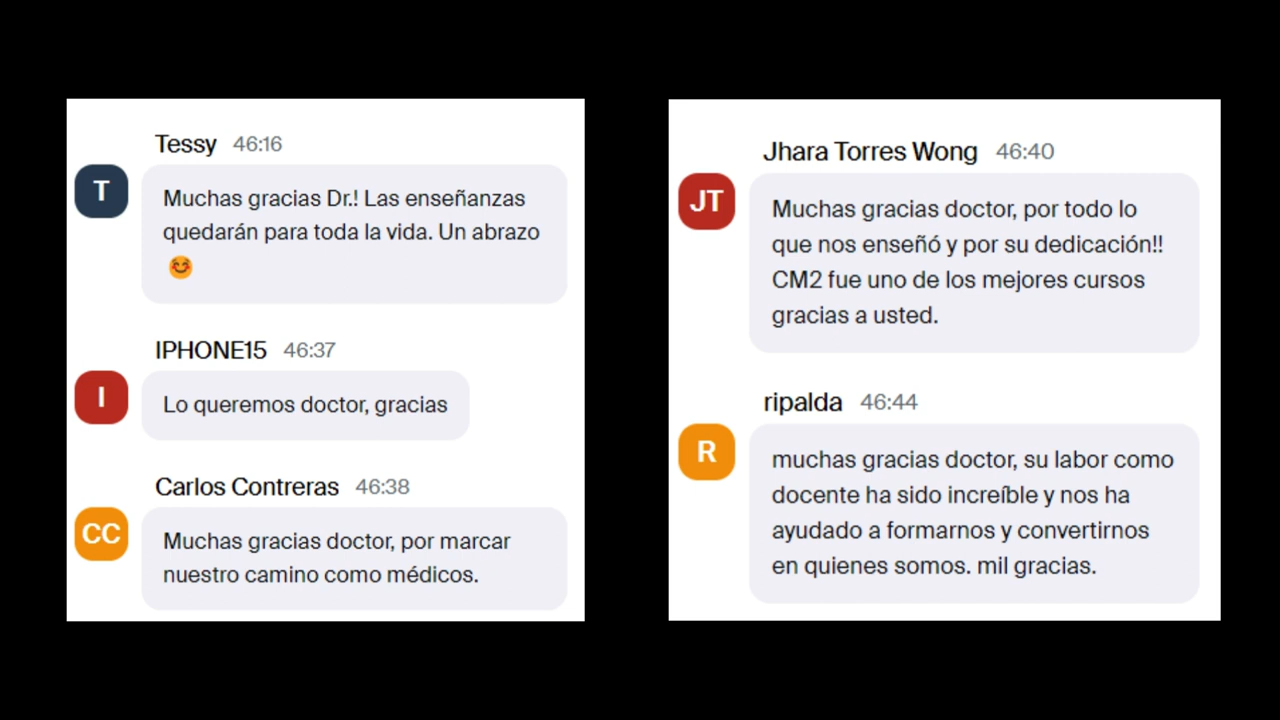 Tessy 46:16
T
Muchas gracias Dr.! Las enseñanzas
quedarán para toda la vida. Un abrazo
😊
IPHONE15 46:37
I
Lo queremos doctor, gracias
Carlos Contreras 46:38
CC
Muchas gracias doctor, por marcar
nuestro camino como médicos.
Jhara Torres Wong 46:40
JT
Muchas gracias doctor, por todo lo
que nos enseñó y por su dedicación!!
CM2 fue uno de los mejores cursos
gracias a usted.
ripalda 46:44
R
muchas gracias doctor, su labor como
docente ha sido increíble y nos ha
ayudado a formarnos y convertirnos
en quienes somos. mil gracias.